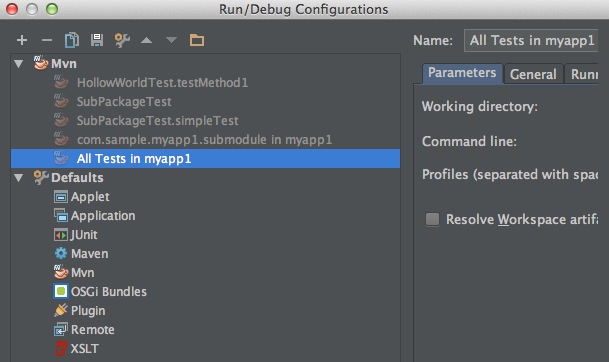 Run/Debug Configurations
Name: All Tests in myapp1
Mvn
HollowWorldTest.testMethod1
SubPackageTest
SubPackageTest.simpleTest
com.sample.myapp1.submodule in myapp1
All Tests in myapp1
Defaults
Applet
Application
JUnit
Maven
Mvn
OSGi Bundles
Plugin
Remote
XSLT
Parameters General Runn
Working directory:
Command line:
Profiles (separated with spac
Resolve Workspace artifa